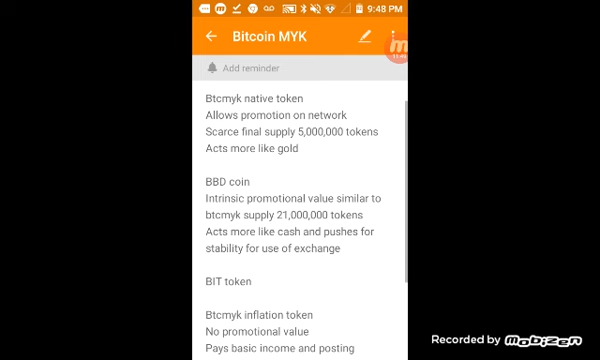 9:48 PM
Bitcoin MYK
Add reminder
Btcmyk native token
Allows promotion on network
Scarce final supply 5,000,000 tokens
Acts more like gold
BBD coin
Intrinsic promotional value similar to
btcmyk supply 21,000,000 tokens
Acts more like cash and pushes for
stability for use of exchange
BIT token
Btcmyk inflation token
No promotional value
Pays basic income and posting
Recorded by Mobizen